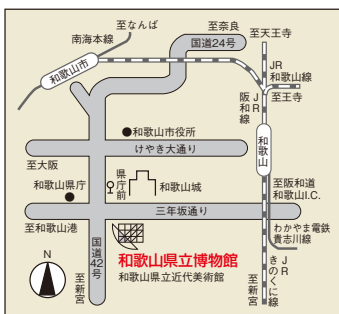 至なんば
至奈良
至天王寺
南海本線
国道24号
和歌山市
JR
和歌山線
至王寺
JR
阪和線
和歌山
●和歌山市役所
けやき大通り
至大阪
和歌山県庁
県庁前
和歌山城
至阪和道
和歌山I.C.
三年坂通り
至和歌山港
わかやま電鉄
貴志川線
国道42号
和歌山県立博物館
和歌山県立近代美術館
N
至新宮
至新宮
JR
きのくに線